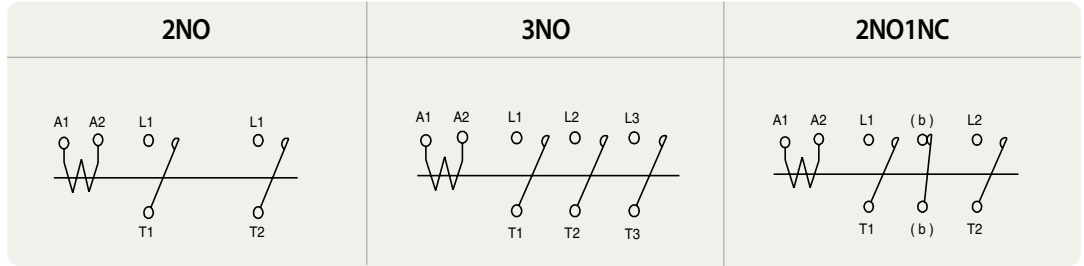 2NO 3NO 2NO1NC
A1 A2 L1 L1
T1 T2
A1 A2 L1 L2 L3
T1 T2 T3
A1 A2 L1 ( b ) L2
T1 ( b ) T2